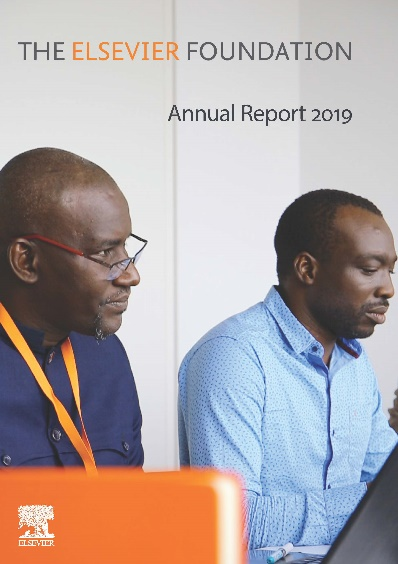 THE ELSEVIER FOUNDATION
Annual Report 2019
ELSEVIER